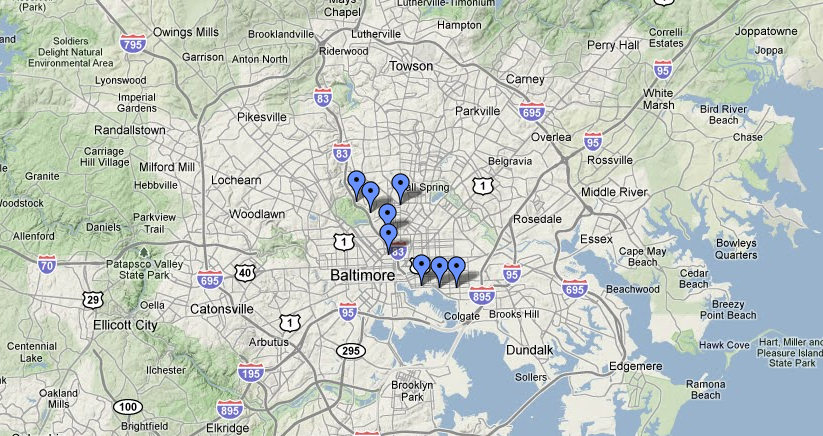 Mays
Chapel
Lutherville-Timonium
(Park)
Soldiers
Delight Natural
Environmental Area
795
Owings Mills
Brooklandville
Lutherville
Hampton
Correlli
Estates
Joppatowne
Garrison
Riderwood
Perry Hall
Joppa
Anton North
Towson
Lyonswood
95
Carney
Imperial
Gardens
83
White
Marsh
Pikesville
Parkville
695
Bird River
Beach
Randallstown
Overlea
95
Chase
Carriage
Hill Village
83
Belgravia
Rossville
Milford Mill
Granite
Hebbville
Lochearn
1
Middle River
Woodlawn
Parkview
Trail
Rosedale
Daniels
Allenford
1
Essex
Bowleys
Quarters
Cape May
Beach
70
Patapsco Valley
State Park
695
40
Baltimore
95
Cedar
Beach
695
Beachwood
29
Oella
Catonsville
895
Breezy
Point Beach
95
Colgate
Brooks Hill
Ellicott City
1
Centennial
Lake
Arbutus
295
Dundalk
Hawk Cove
Hart, Miller and
Pleasure Island
State Park
Ilchester
195
Edgemere
Sollers
Ramona
Beach
Oakland
Mills
Brooklyn
Park
100
895
Brightfield
Elkridge